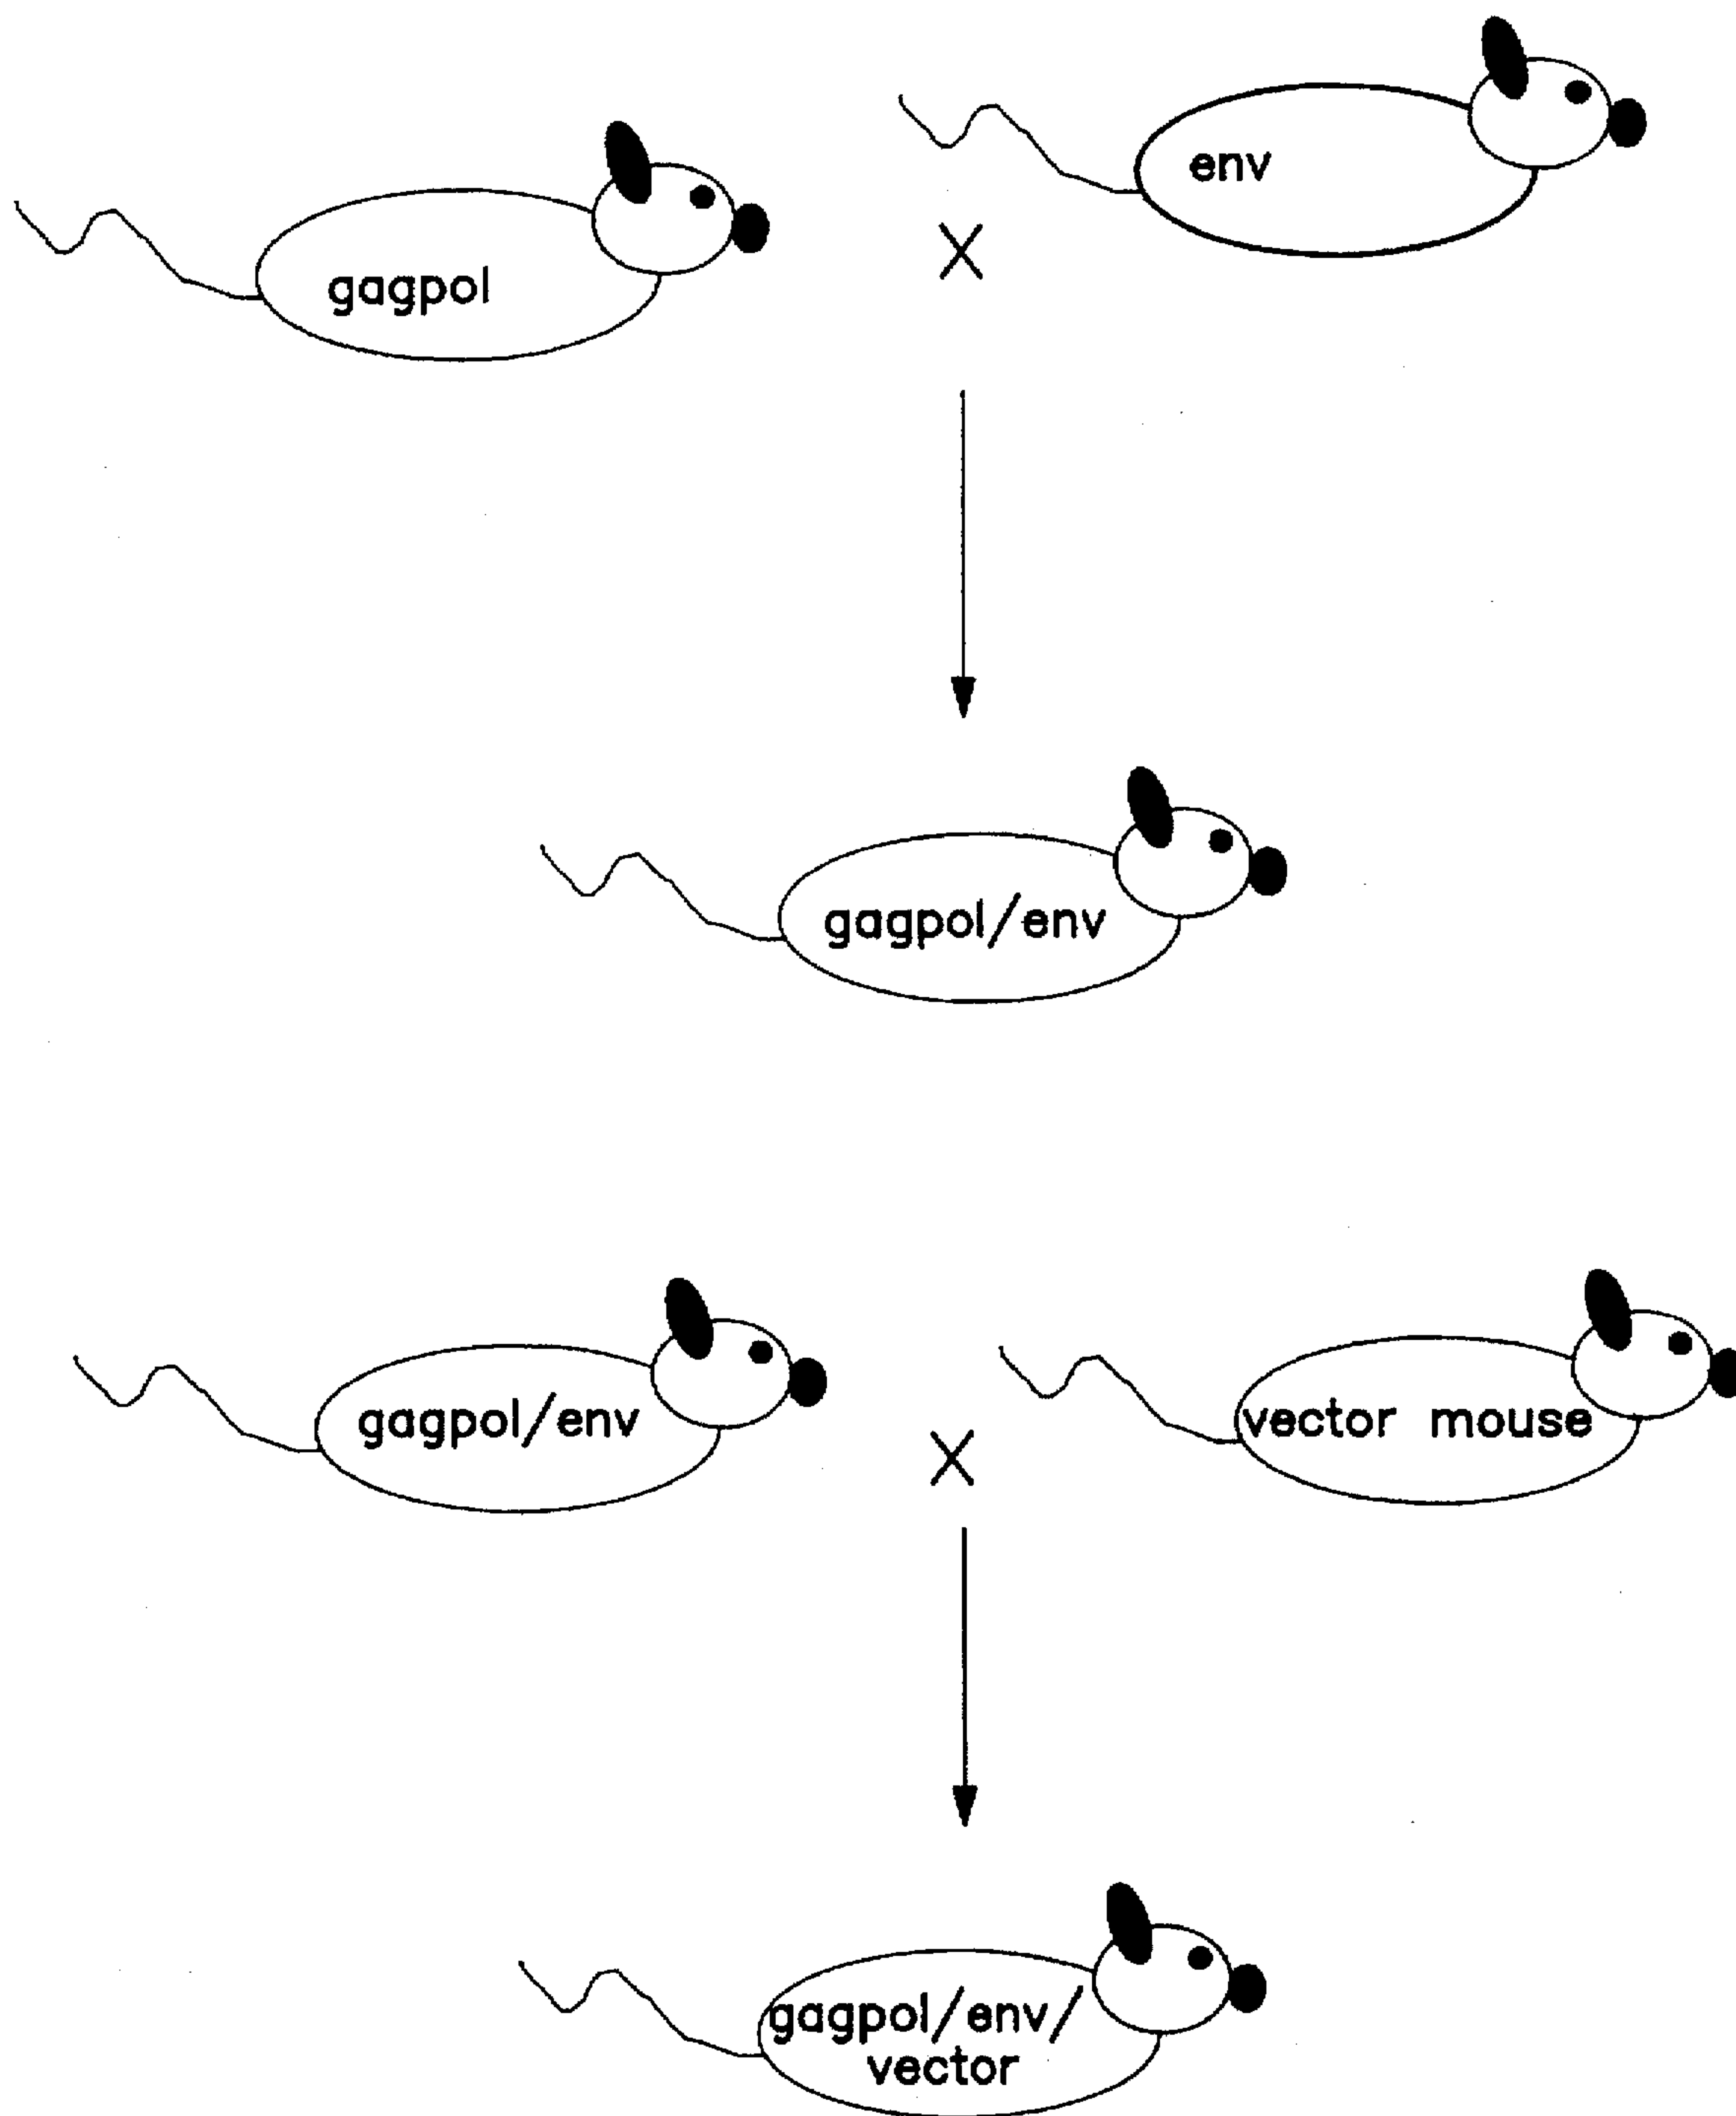 env
gagpol
X
gagpol/env
gagpol/env
vector mouse
X
gagpol/env/
vector